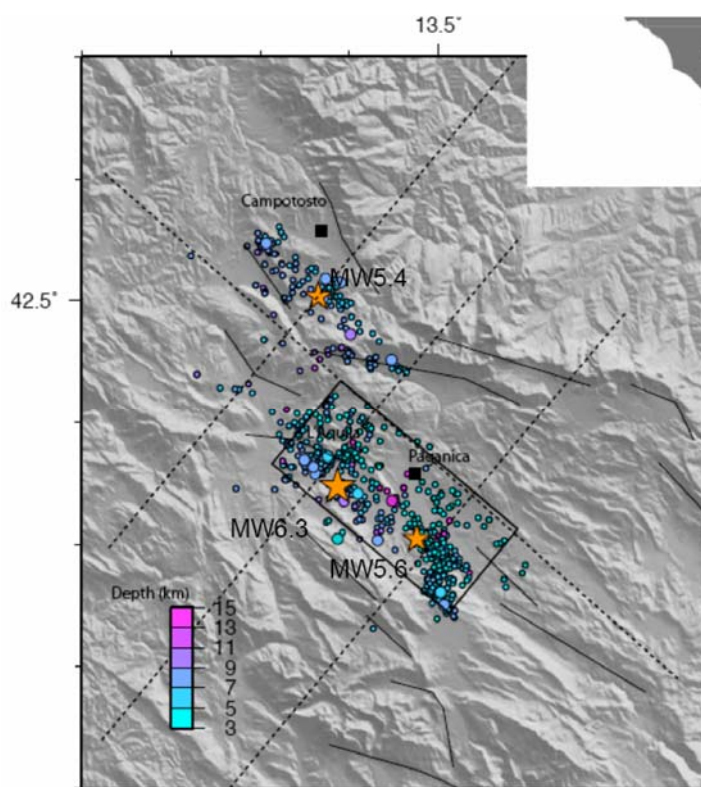 13.5°
Campotosto
MW5.4
42.5°
L'Aquila
Paganica
MW6.3
MW5.6
Depth (km)
15
13
11
9
7
5
3